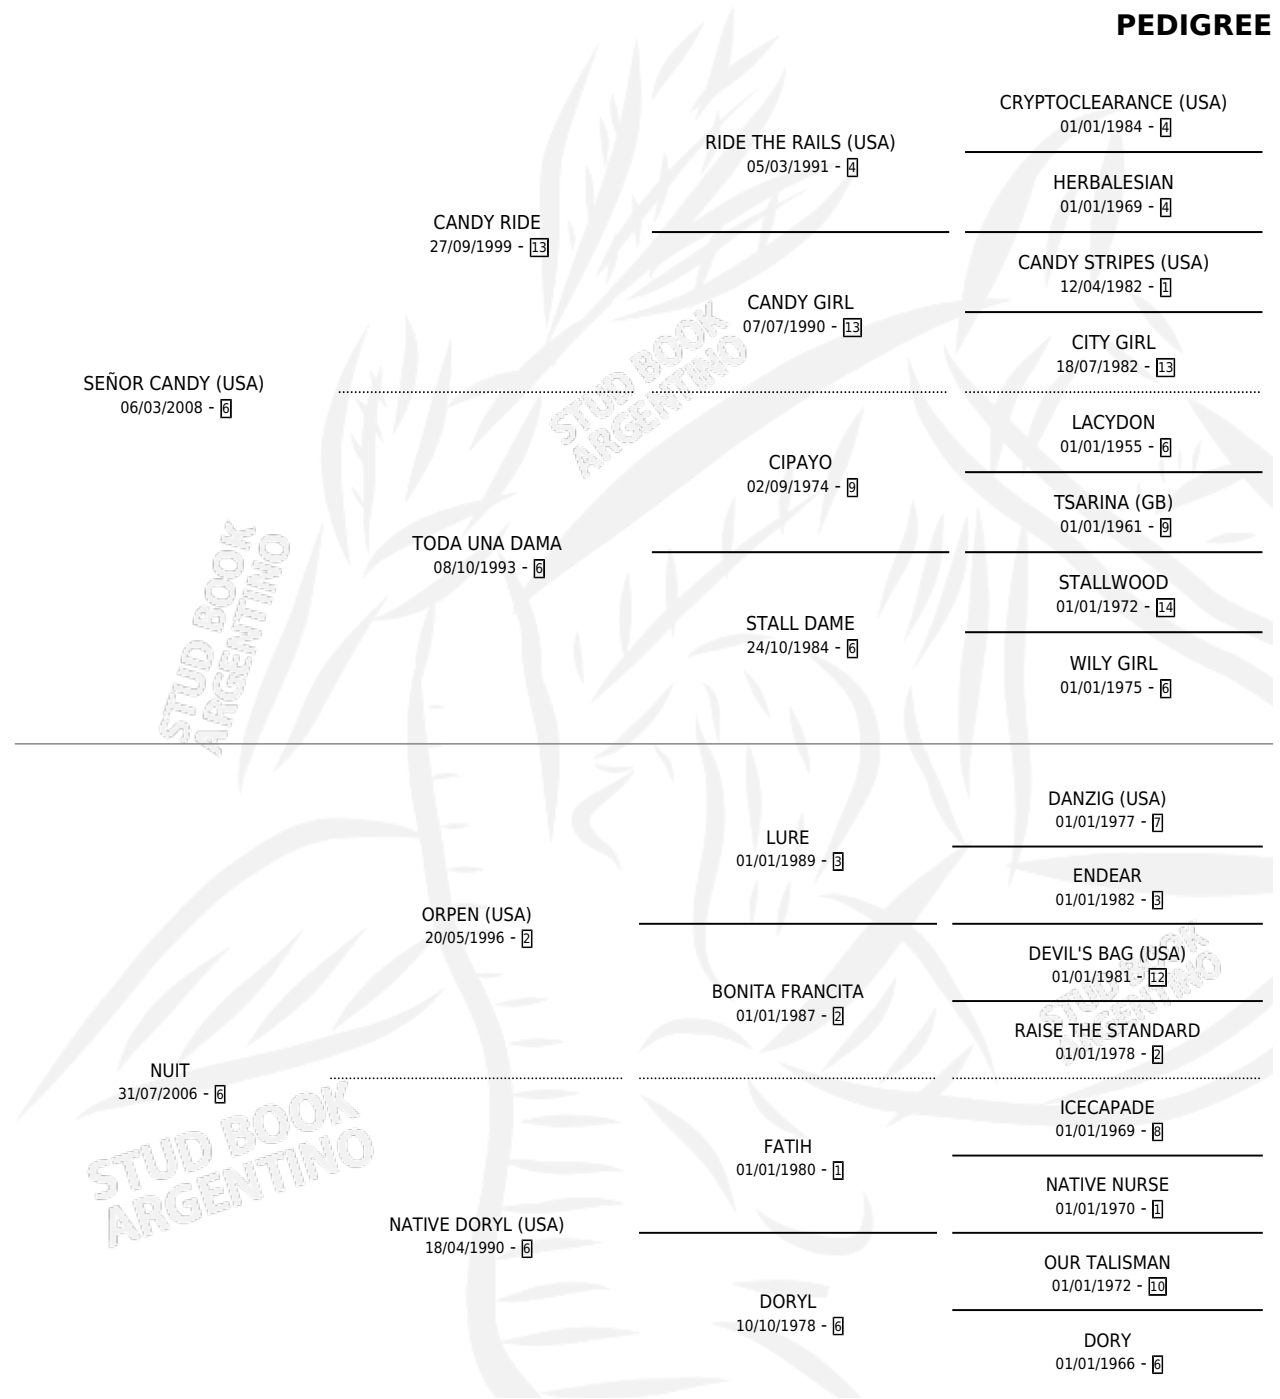 PEDIGREE
CRYPTOCLEARANCE (USA)
01/01/1984 - 4
RIDE THE RAILS (USA)
05/03/1991 - 4
HERBALESIAN
01/01/1969 - 4
CANDY RIDE
27/09/1999 - 13
CANDY STRIPES (USA)
12/04/1982 - 1
CANDY GIRL
07/07/1990 - 13
CITY GIRL
18/07/1982 - 13
SEÑOR CANDY (USA)
06/03/2008 - 6
LACYDON
01/01/1955 - 6
CIPAYO
02/09/1974 - 9
TSARINA (GB)
01/01/1961 - 9
TODA UNA DAMA
08/10/1993 - 6
STALLWOOD
01/01/1972 - 14
STALL DAME
24/10/1984 - 6
WILY GIRL
01/01/1975 - 6
DANZIG (USA)
01/01/1977 - 7
LURE
01/01/1989 - 3
ENDEAR
01/01/1982 - 3
ORPEN (USA)
20/05/1996 - 2
DEVIL'S BAG (USA)
01/01/1981 - 12
BONITA FRANCITA
01/01/1987 - 2
RAISE THE STANDARD
01/01/1978 - 2
NUIT
31/07/2006 - 6
ICECAPADE
01/01/1969 - 8
FATIH
01/01/1980 - 1
NATIVE NURSE
01/01/1970 - 1
NATIVE DORYL (USA)
18/04/1990 - 6
OUR TALISMAN
01/01/1972 - 10
DORYL
10/10/1978 - 6
DORY
01/01/1966 - 6
STUD BOOK
ARGENTINO
STUD BOOK
ARGENTINO
STUD BOOK
ARGENTINO
STUD BOOK
ARGENTINO